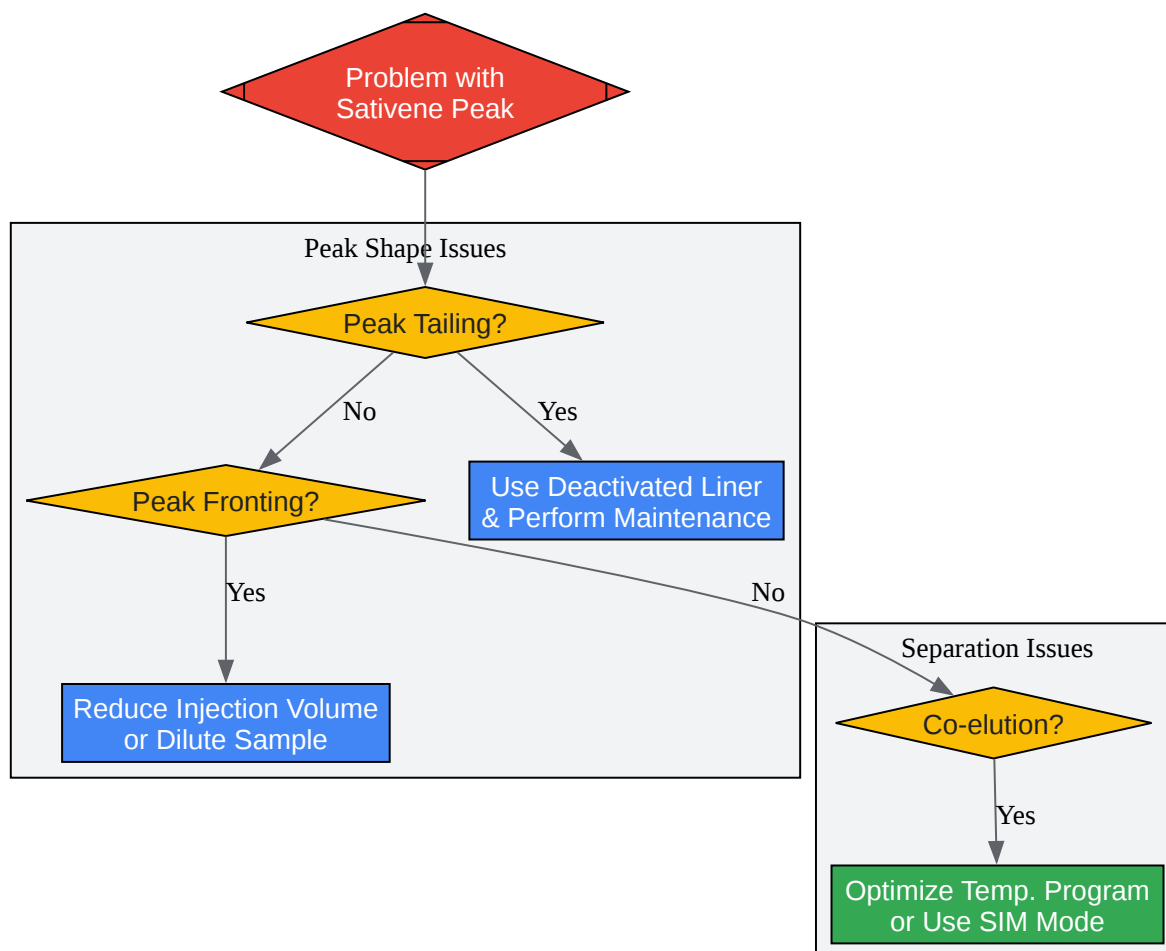 Problem with
Sativene Peak
Peak Shape Issues
Peak Tailing?
No
Yes
Peak Fronting?
Use Deactivated Liner
& Perform Maintenance
Yes
No
Reduce Injection Volume
or Dilute Sample
Separation Issues
Co-elution?
Yes
Optimize Temp. Program
or Use SIM Mode